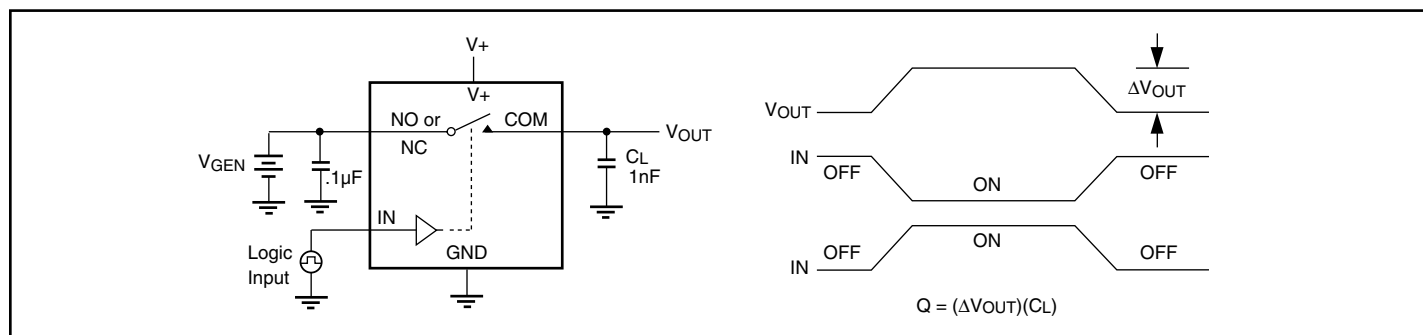 V+
V+
NO or
NC
COM
VOUT
VGEN
.1µF
CL
1nF
IN
GND
Logic
Input
VOUT
ΔVOUT
IN
OFF
ON
OFF
IN
OFF
ON
OFF
Q = (ΔVOUT)(CL)